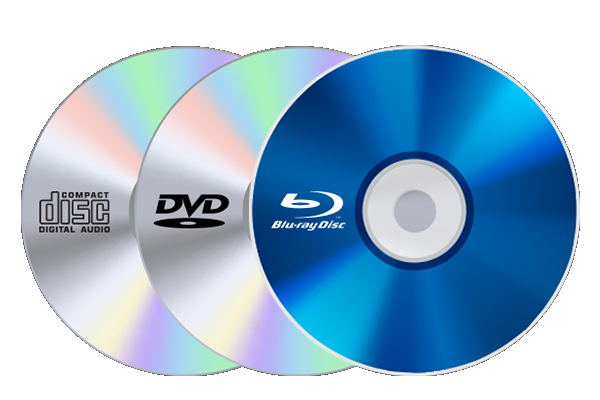 COMPACT
disc
DIGITAL AUDIO
DVD
Blu-ray Disc